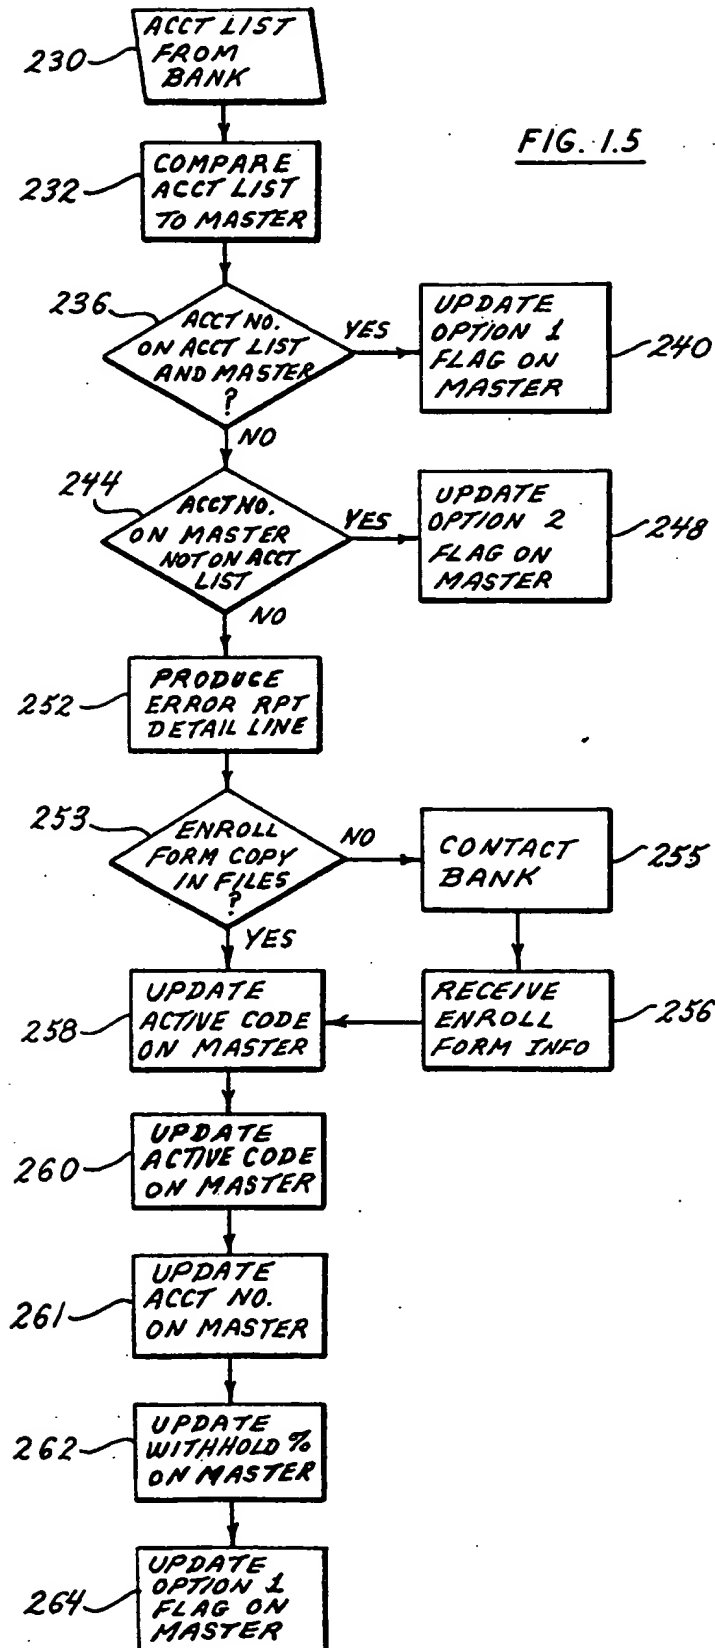 ACCT LIST
FROM
BANK
230
FIG. 1.5
COMPARE
ACCT LIST
TO MASTER
232
236
ACCT NO.
ON ACCT LIST
AND MASTER
?
YES
UPDATE
OPTION 1
FLAG ON
MASTER
240
NO
244
ACCT NO.
ON MASTER
NOT ON ACCT
LIST
YES
UPDATE
OPTION 2
FLAG ON
MASTER
248
NO
PRODUCE
ERROR RPT
DETAIL LINE
252
253
ENROLL
FORM COPY
IN FILES
?
NO
CONTACT
BANK
255
YES
UPDATE
ACTIVE CODE
ON MASTER
258
RECEIVE
ENROLL
FORM INFO
256
UPDATE
ACTIVE CODE
ON MASTER
260
UPDATE
ACCT NO.
ON MASTER
261
UPDATE
WITHHOLD %
ON MASTER
262
UPDATE
OPTION 1
FLAG ON
MASTER
264